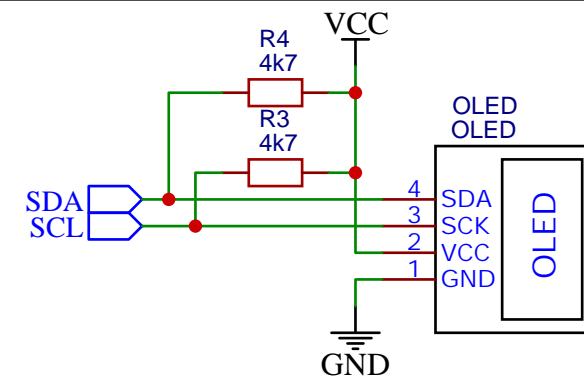 VCC
R4
4k7
R3
4k7
OLED
OLED
SDA
SCL
4 SDA
3 SCK
2 VCC
1 GND
OLED
GND